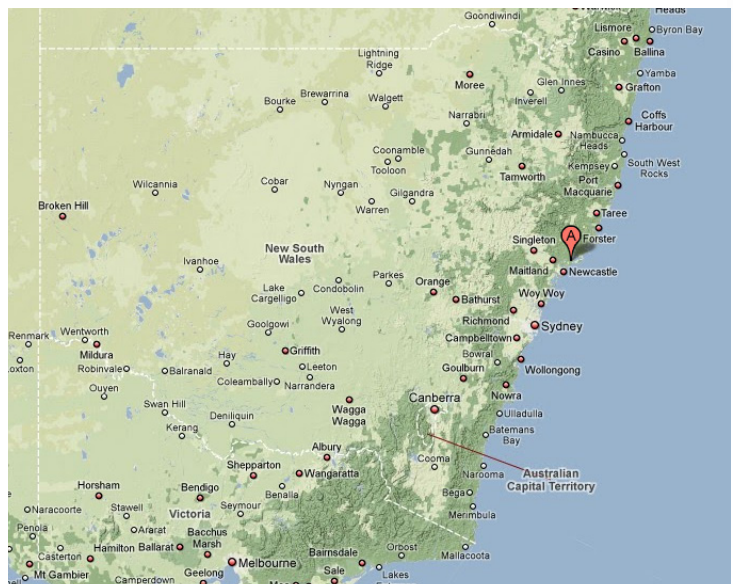 Goondiwindi
Heads
Lismore
Byron Bay
Casino
Ballina
Lightning
Ridge
Moree
Glen Innes
Yamba
Inverell
Grafton
Bourke
Brewarrina
Walgett
Narrabri
Coffs
Harbour
Armidale
Nambucca
Heads
Coonamble
Tooloon
Gunnedah
Kempsey
South West
Rocks
Tamworth
Port
Macquarie
Wilcannia
Cobar
Nyngan
Gilgandra
Warren
Broken Hill
Taree
A
Forster
Singleton
New South
Wales
Ivanhoe
Maitland
Newcastle
Parkes
Orange
Lake
Cargelligo
Condobolin
Woy Woy
Bathurst
West
Wyalong
Richmond
Sydney
Goolgowi
Campbelltown
Renmark
Wentworth
Mildura
Loxton
Robinvale
Balranald
Hay
Griffith
Leeton
Bowral
Wollongong
Coleambally
Narrandera
Goulburn
Ouyen
Nowra
Canberra
Swan Hill
Wagga
Wagga
Ulladulla
Deniliquin
Kerang
Batemans
Bay
Albury
Cooma
Shepparton
Wangaratta
Narooma
Australian
Capital Territory
Horsham
Bendigo
Benalla
Bega
Naracoorte
Stawell
Victoria
Seymour
Merimbula
Penola
Ararat
Bacchus
Marsh
Casterton
Hamilton
Ballarat
Orbost
Mallacoota
Bairnsdale
Melbourne
Mt Gambier
Camperdown
Geelong
Sale
Lakes